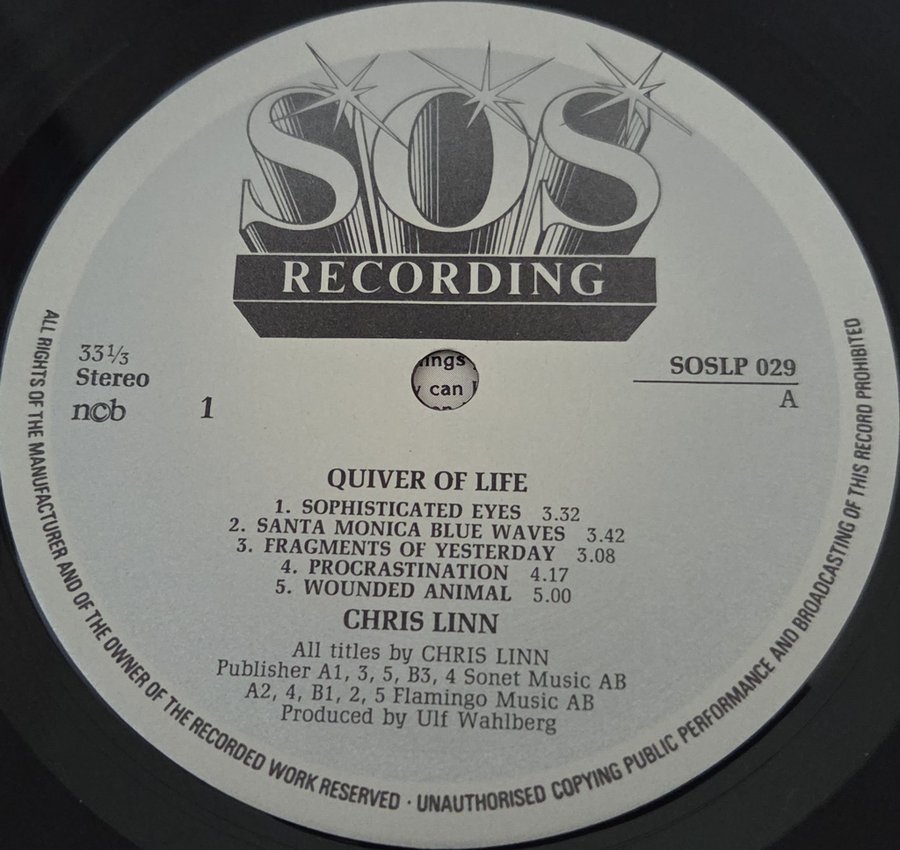 SOS
RECORDING
33⅓
Stereo
ncb
1
SOSLP 029
A
can
QUIVER OF LIFE
1. SOPHISTICATED EYES 3.32
2. SANTA MONICA BLUE WAVES 3.42
3. FRAGMENTS OF YESTERDAY 3.08
4. PROCRASTINATION 4.17
5. WOUNDED ANIMAL 5.00
CHRIS LINN
All titles by CHRIS LINN
Publisher A1, 3, 5, B3, 4 Sonet Music AB
A2, 4, B1, 2, 5 Flamingo Music AB
Produced by Ulf Wahlberg
ALL RIGHTS OF THE MANUFACTURER AND OF THE OWNER OF THE RECORDED WORK RESERVED · UNAUTHORISED COPYING PUBLIC PERFORMANCE AND BROADCASTING OF THIS RECORD PROHIBITED